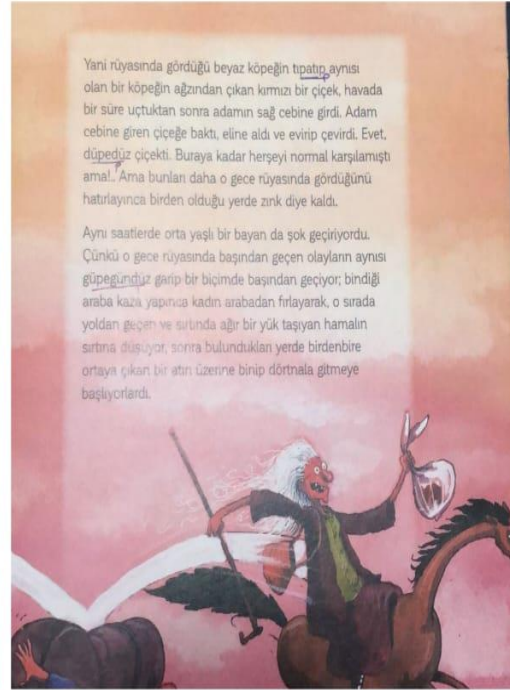 Yani rüyasında gördüğü beyaz köpeğin tıpatıp aynısı
olan bir köpeğin ağzından çıkan kırmızı bir çiçek, havada
bir süre uçtuktan sonra adamın sağ cebine girdi. Adam
cebine giren çiçeğe baktı, eline aldı ve evirip çevirdi. Evet,
düpedüz çiçekti. Buraya kadar herşeyi normal karşılamıştı
ama!.. Ama bunları daha o gece rüyasında gördüğünü
hatırlayınca birden olduğu yerde zınk diye kaldı.
Aynı saatlerde orta yaşlı bir bayan da şok geçiriyordu.
Çünkü o gece rüyasında başından geçen olayların aynısı
güpegündüz garip bir biçimde başından geçiyor; bindiği
araba kaza yapınca kadın arabadan fırlayarak, o sırada
yoldan geçen ve sırtında ağır bir yük taşıyan hamalın
sırtına düşüyor, sonra bulundukları yerde birdenbire
ortaya çıkan bir atın üzerine binip dörtnala gitmeye
başlıyorlardı.